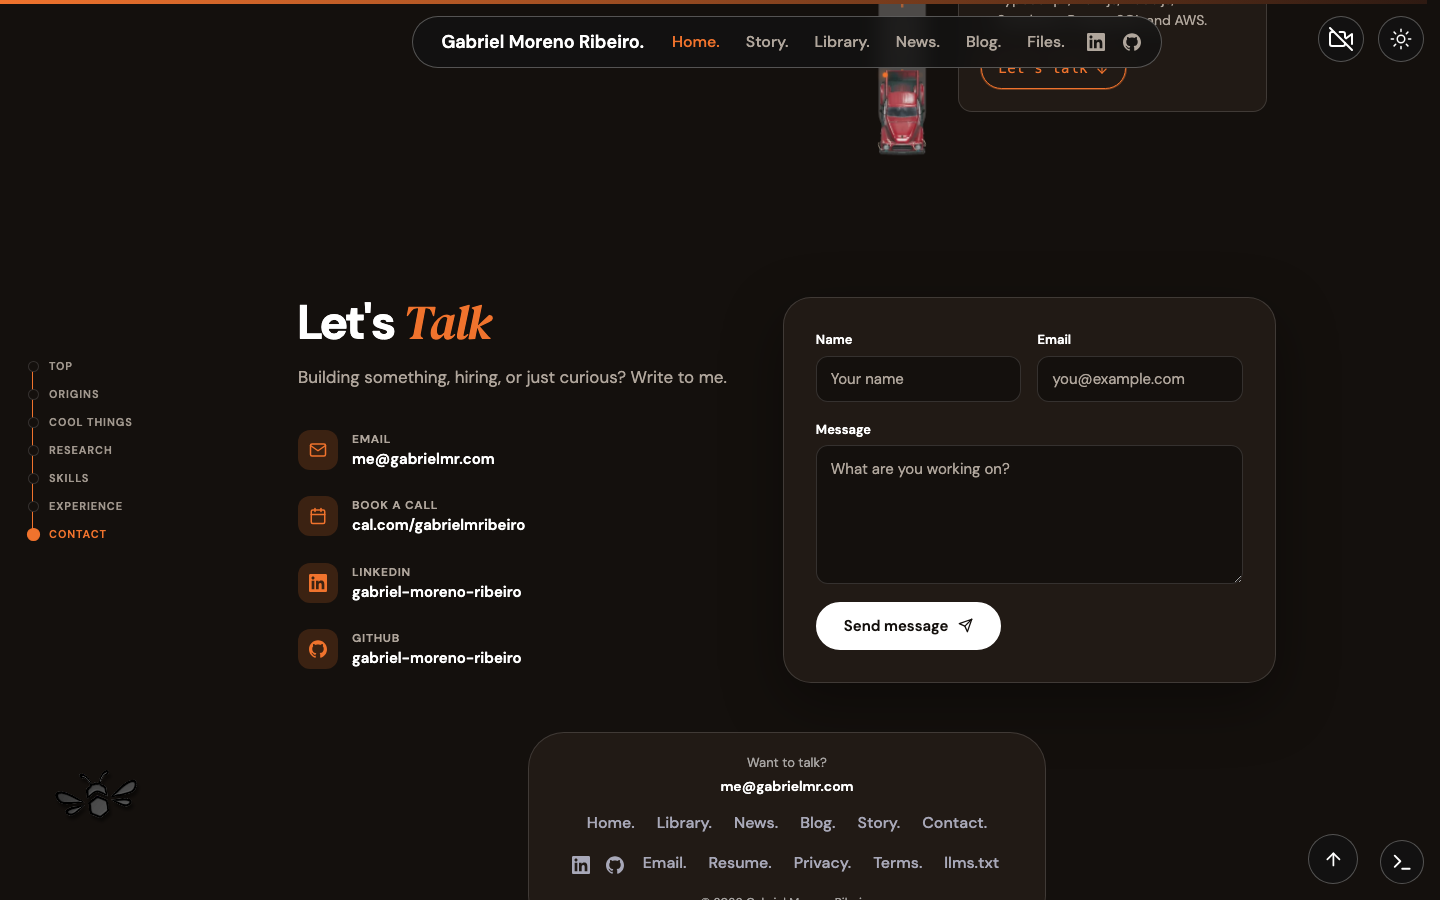 and AWS.
Gabriel Moreno Ribeiro. Home. Story. Library. News. Blog. Files.
Let's talk
Let's Talk
Building something, hiring, or just curious? Write to me.
TOP
ORIGINS
COOL THINGS
RESEARCH
SKILLS
EXPERIENCE
CONTACT
EMAIL
me@gabrielmr.com
BOOK A CALL
cal.com/gabrielmribeiro
LINKEDIN
gabriel-moreno-ribeiro
GITHUB
gabriel-moreno-ribeiro
Name Email
Your name you@example.com
Message
What are you working on?
Send message
Want to talk?
me@gabrielmr.com
Home. Library. News. Blog. Story. Contact.
Email. Resume. Privacy. Terms. llms.txt